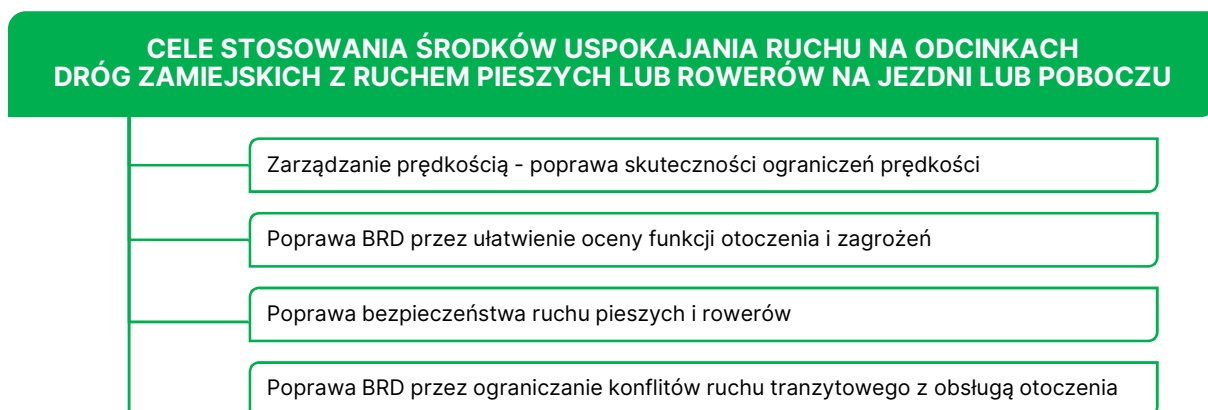 CELE STOSOWANIA ŚRODKÓW USPOKAJANIA RUCHU NA ODCINKACH
DRÓG ZAMIEJSKICH Z RUCHEM PIESZYCH LUB ROWERÓW NA JEZDNI LUB POBOCZU
Zarządzanie prędkością - poprawa skuteczności ograniczeń prędkości
Poprawa BRD przez ułatwienie oceny funkcji otoczenia i zagrożeń
Poprawa bezpieczeństwa ruchu pieszych i rowerów
Poprawa BRD przez ograniczanie konflitów ruchu tranzytowego z obsługą otoczenia